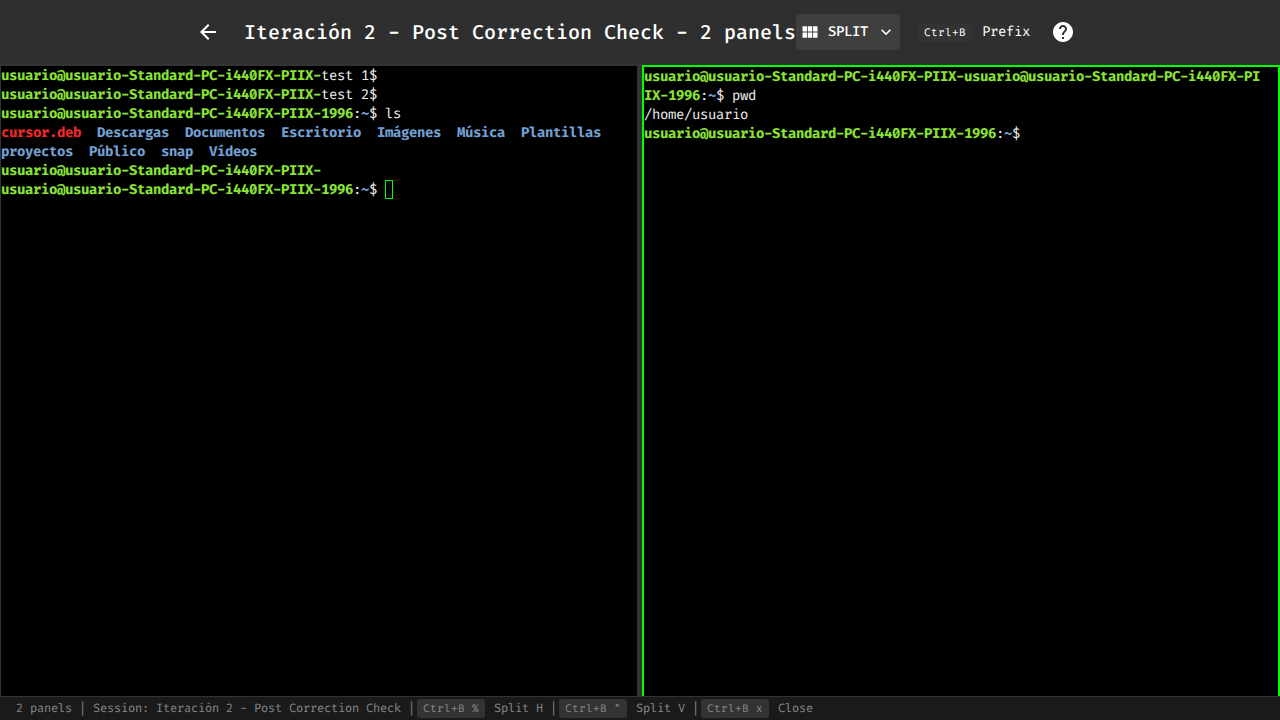 Iteración 2 - Post Correction Check - 2 panels SPLIT Ctrl+B Prefix ?
usuario@usuario-Standard-PC-i440FX-PIIX-test 1$
usuario@usuario-Standard-PC-i440FX-PIIX-test 2$
usuario@usuario-Standard-PC-i440FX-PIIX-1996:~$ ls
cursor.deb  Descargas  Documentos  Escritorio  Imágenes  Música  Plantillas
proyectos  Público  snap  Vídeos
usuario@usuario-Standard-PC-i440FX-PIIX-
usuario@usuario-Standard-PC-i440FX-PIIX-1996:~$
usuario@usuario-Standard-PC-i440FX-PIIX-usuario@usuario-Standard-PC-i440FX-PI
IX-1996:~$ pwd
/home/usuario
usuario@usuario-Standard-PC-i440FX-PIIX-1996:~$
2 panels | Session: Iteración 2 - Post Correction Check | Ctrl+B % Split H | Ctrl+B " Split V | Ctrl+B x Close